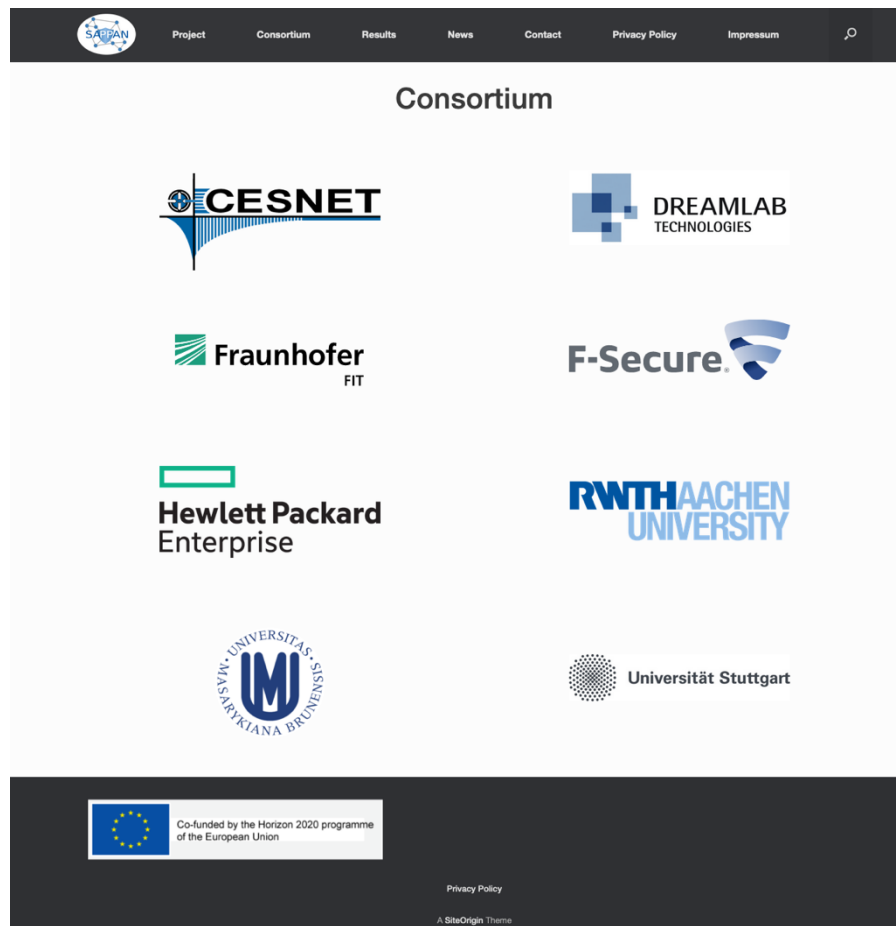 SAPPAN
Project
Consortium
Results
News
Contact
Privacy Policy
Impressum
Consortium
CESNET
DREAMLAB
TECHNOLOGIES
Fraunhofer
FIT
F-Secure®
Hewlett Packard
Enterprise
RWTHAACHEN
UNIVERSITY
UNIVERSITAS · MASARYKIANA BRUNENSIS ·
Universität Stuttgart
Co-funded by the Horizon 2020 programme
of the European Union
Privacy Policy
A SiteOrigin Theme